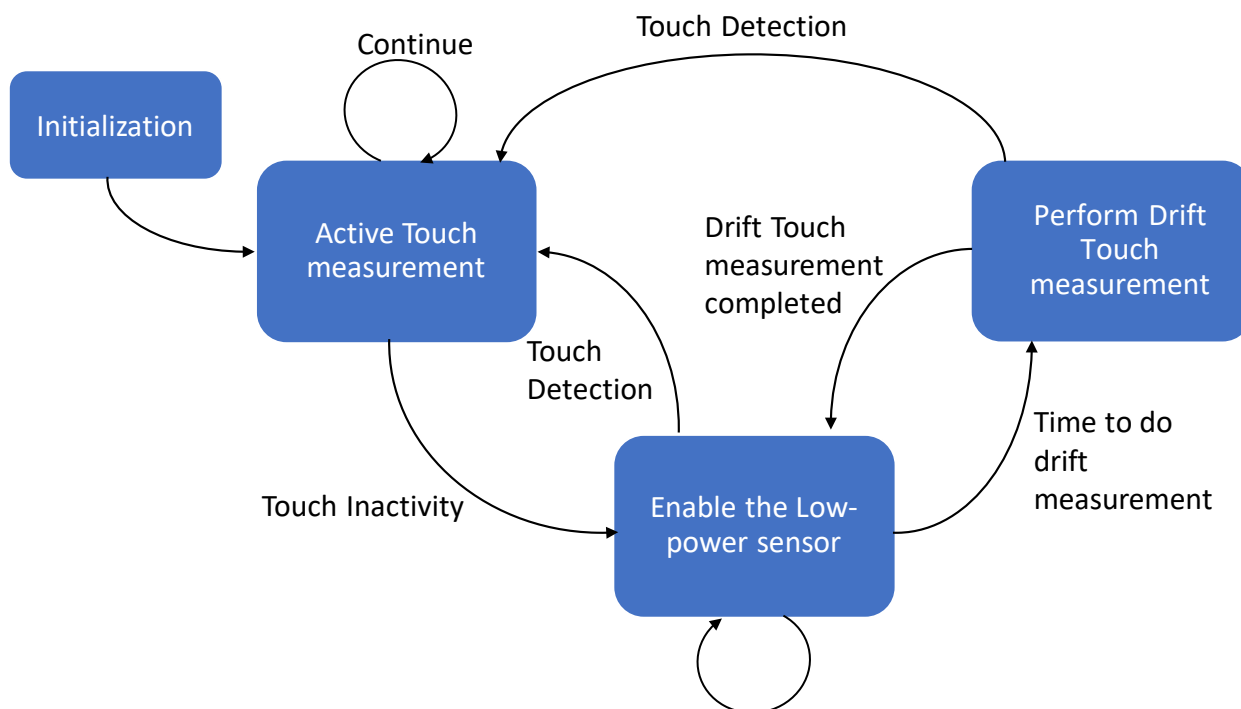 Touch Detection
Continue
Initialization
Active Touch
measurement
Drift Touch
measurement
completed
Perform Drift
Touch
measurement
Touch
Detection
Time to do
drift
measurement
Touch Inactivity
Enable the Low-
power sensor